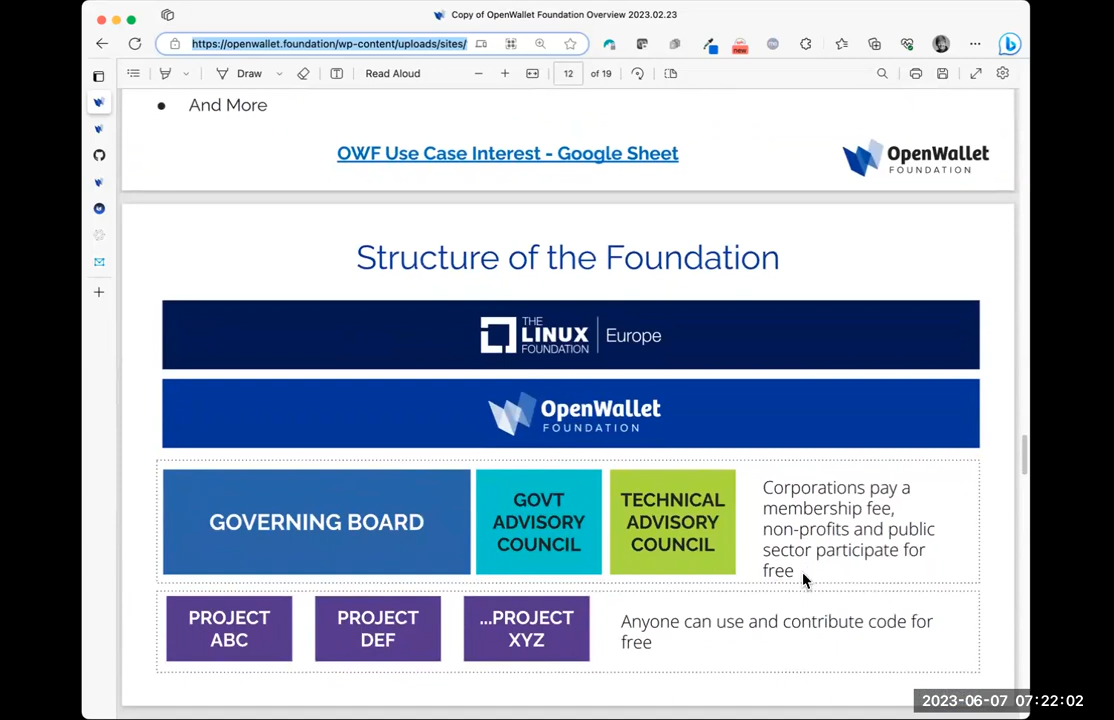 Copy of OpenWallet Foundation Overview 2023.02.23
https://openwallet.foundation/wp-content/uploads/sites/
new
Draw
Read Aloud
12
of 19
● And More
OWF Use Case Interest - Google Sheet
OpenWallet
FOUNDATION
Structure of the Foundation
THE
LINUX
FOUNDATION
Europe
OpenWallet
FOUNDATION
GOVERNING BOARD
GOVT
ADVISORY
COUNCIL
TECHNICAL
ADVISORY
COUNCIL
Corporations pay a
membership fee,
non-profits and public
sector participate for
free
PROJECT
ABC
PROJECT
DEF
...PROJECT
XYZ
Anyone can use and contribute code for
free
2023-06-07 07:22:02